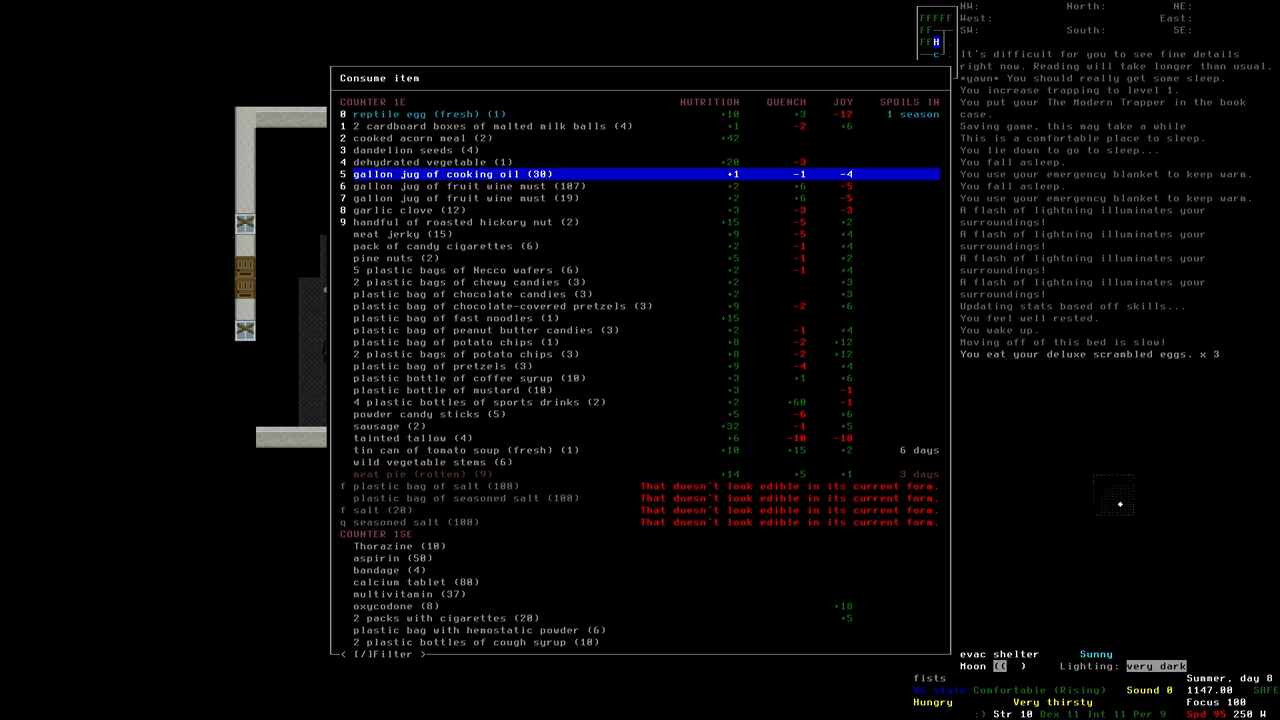 NW: North: NE:
West: East:
SW: South: SE:
FFFFF
FF
FF H
c
It's difficult for you to see fine details
right now. Reading will take longer than usual.
*yawn* You should really get some sleep.
You increase trapping to level 1.
You put your The Modern Trapper in the book
case.
Saving game, this may take a while
This is a comfortable place to sleep.
You lie down to go to sleep...
You fall asleep.
You use your emergency blanket to keep warm.
You fall asleep.
You use your emergency blanket to keep warm.
A flash of lightning illuminates your
surroundings!
A flash of lightning illuminates your
surroundings!
A flash of lightning illuminates your
surroundings!
A flash of lightning illuminates your
surroundings!
Updating stats based off skills...
You feel well rested.
You wake up.
Moving off of this bed is slow!
You eat your deluxe scrambled eggs. x 3
Consume item
COUNTER 1E NUTRITION QUENCH JOY SPOILS IN
0 reptile egg (fresh) (1) +10 +3 -12 1 season
1 2 cardboard boxes of malted milk balls (4) +1 -2 +6
2 cooked acorn meal (2) +42
3 dandelion seeds (4)
4 dehydrated vegetable (1) +20 -3
5 gallon jug of cooking oil (30) +1 -1 -4
6 gallon jug of fruit wine must (107) +2 +6 -5
7 gallon jug of fruit wine must (19) +2 +6 -5
8 garlic clove (12) +3 -3 -3
9 handful of roasted hickory nut (2) +15 -5 +2
meat jerky (15) +9 -5 +4
pack of candy cigarettes (6) +2 -1 +4
pine nuts (2) +5 -1 +2
5 plastic bags of Necco wafers (6) +2 -1 +4
2 plastic bags of chewy candies (3) +2 +3
plastic bag of chocolate candies (3) +2 +3
plastic bag of chocolate-covered pretzels (3) +9 -2 +6
plastic bag of fast noodles (1) +15
plastic bag of peanut butter candies (3) +2 -1 +4
plastic bag of potato chips (1) +8 -2 +12
2 plastic bags of potato chips (3) +8 -2 +12
plastic bag of pretzels (3) +9 -4 +4
plastic bottle of coffee syrup (10) +3 +1 +6
plastic bottle of mustard (10) +3 -1
4 plastic bottles of sports drinks (2) +2 +60 -1
powder candy sticks (5) +5 -6 +6
sausage (2) +32 -1 +5
tainted tallow (4) +6 -10 -18
tin can of tomato soup (fresh) (1) +10 +15 +2 6 days
wild vegetable stems (6)
meat pie (rotten) (9) +14 +5 +1 3 days
f plastic bag of salt (100) That doesn't look edible in its current form.
plastic bag of seasoned salt (100) That doesn't look edible in its current form.
f salt (20) That doesn't look edible in its current form.
q seasoned salt (100) That doesn't look edible in its current form.
COUNTER 1SE
Thorazine (10)
aspirin (50)
bandage (4)
calcium tablet (80)
multivitamin (37)
oxycodone (8) +18
2 packs with cigarettes (20) +5
plastic bag with hemostatic powder (6)
2 plastic bottles of cough syrup (10)
< [/]Filter >
evac shelter Sunny
Moon (( ) Lighting: very dark
fists Summer, day 8
No style Comfortable (Rising) Sound 0 1147.00 SAFE
Hungry Very thirsty Focus 100
:) Str 10 Dex 11 Int 11 Per 9 Spd 95 250 W